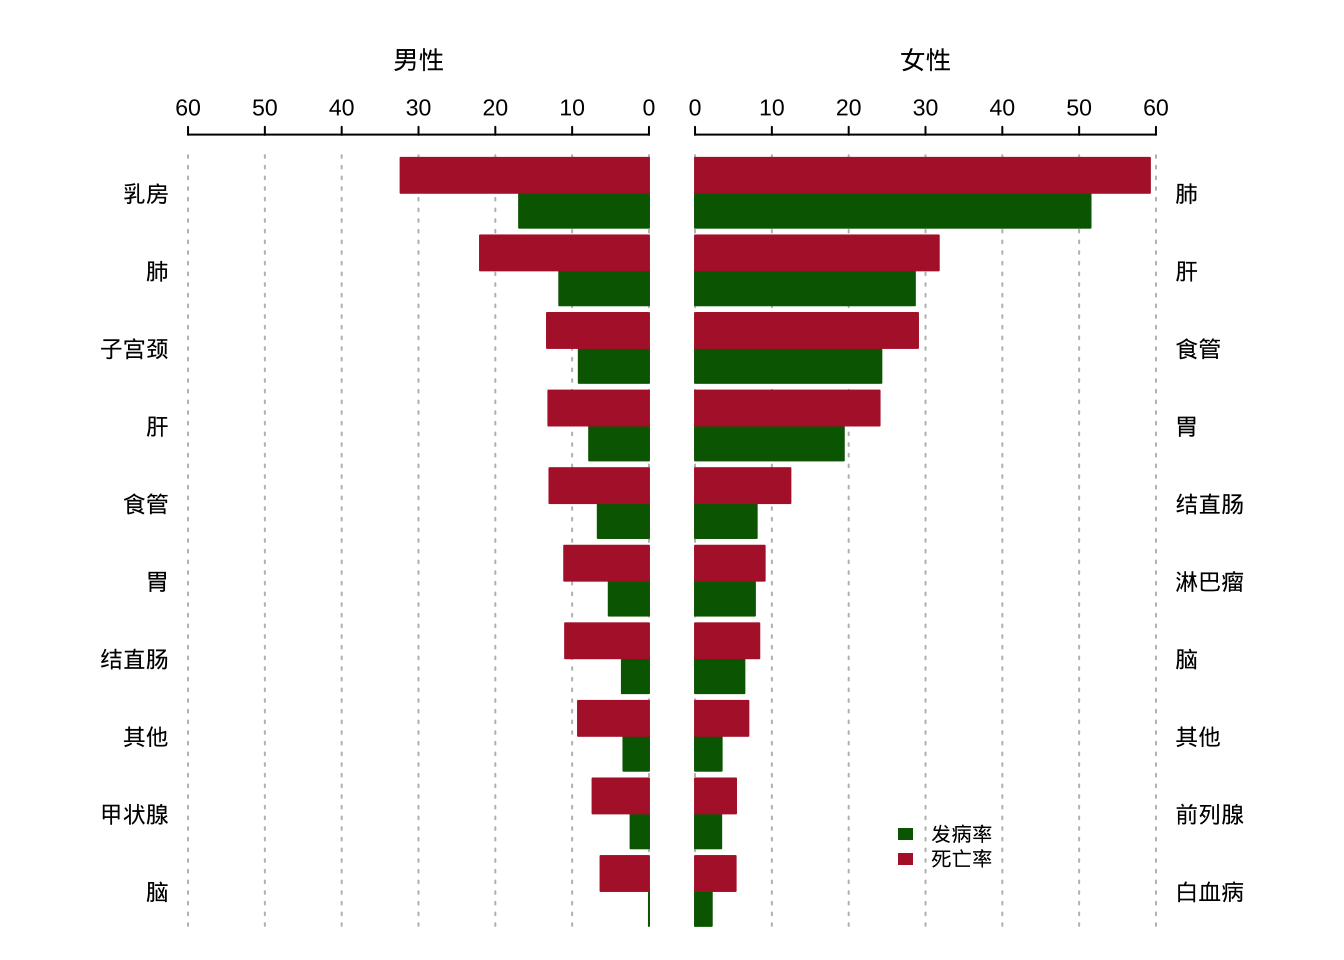 男性 女性
60 50 40 30 20 10 0 0 10 20 30 40 50 60
乳房 肺
肺 肝
子宫颈 食管
肝 胃
食管 结直肠
胃 淋巴瘤
结直肠 脑
其他 其他
甲状腺 前列腺
发病率
死亡率
脑 白血病